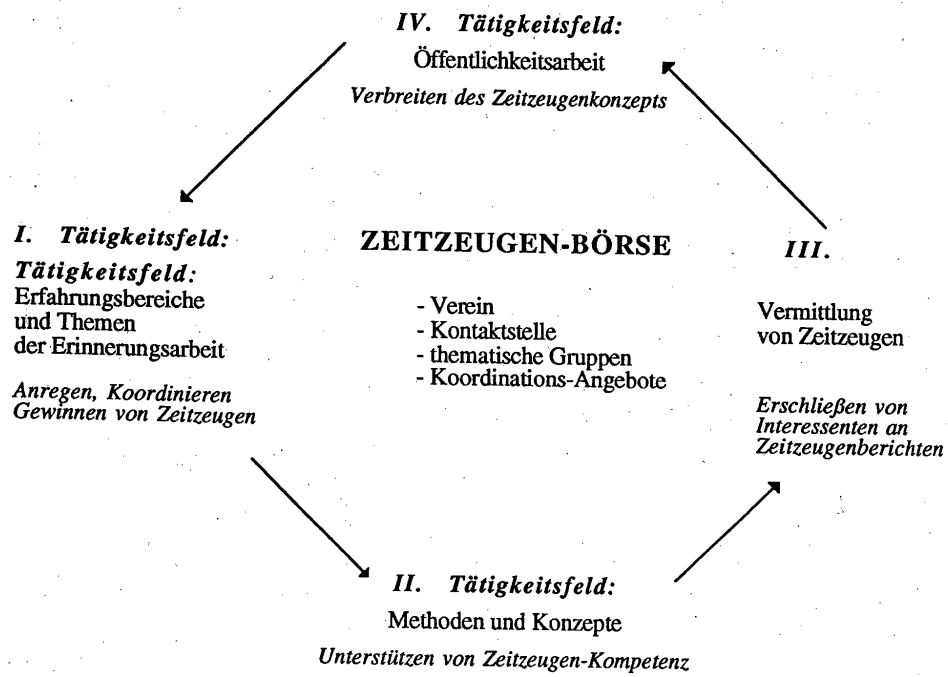 IV. Tätigkeitsfeld:
Öffentlichkeitsarbeit
Verbreiten des Zeitzeugenkonzepts
I. Tätigkeitsfeld:
Tätigkeitsfeld:
Erfahrungsbereiche
und Themen
der Erinnerungsarbeit
Anregen, Koordinieren
Gewinnen von Zeitzeugen
ZEITZEUGEN-BÖRSE
- Verein
- Kontaktstelle
- thematische Gruppen
- Koordinations-Angebote
III.
Vermittlung
von Zeitzeugen
Erschließen von
Interessenten an
Zeitzeugenberichten
II. Tätigkeitsfeld:
Methoden und Konzepte
Unterstützen von Zeitzeugen-Kompetenz